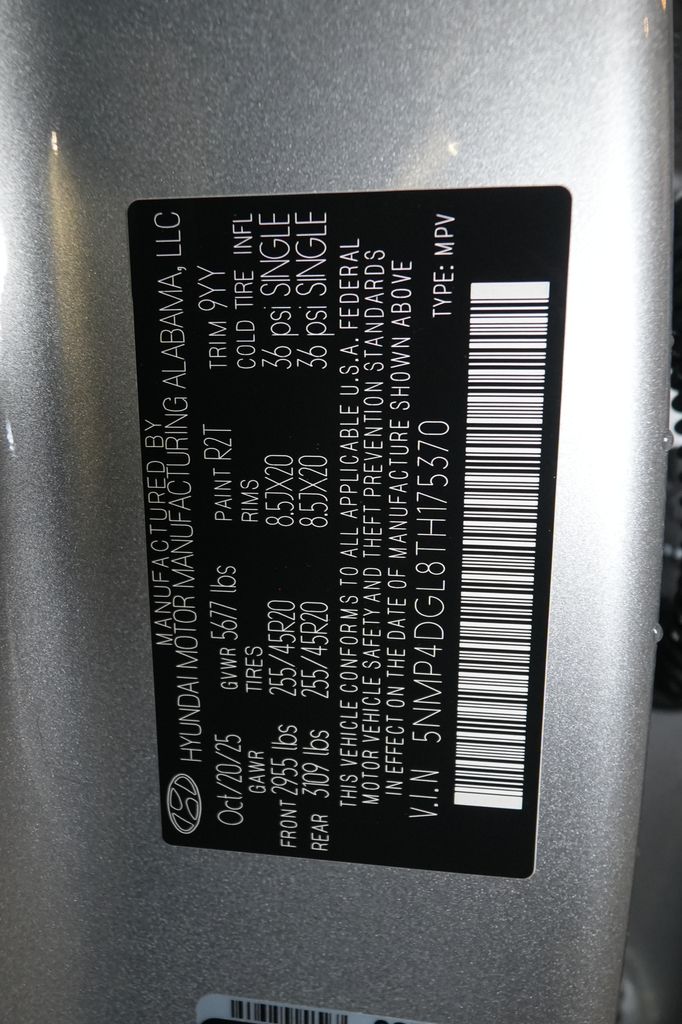 MANUFACTURED BY
HYUNDAI MOTOR MANUFACTURING ALABAMA, LLC
Oct/20/25 GVWR 5677 lbs PAINT R2T TRIM 9YY
GAWR TIRES RIMS COLD TIRE INFL
FRONT 2955 lbs 255/45R20 8.5JX20 36 psi SINGLE
REAR 3109 lbs 255/45R20 8.5JX20 36 psi SINGLE
THIS VEHICLE CONFORMS TO ALL APPLICABLE U.S.A. FEDERAL
MOTOR VEHICLE SAFETY AND THEFT PREVENTION STANDARDS
IN EFFECT ON THE DATE OF MANUFACTURE SHOWN ABOVE
V.I.N 5NMP4DGL8TH175370 TYPE: MPV